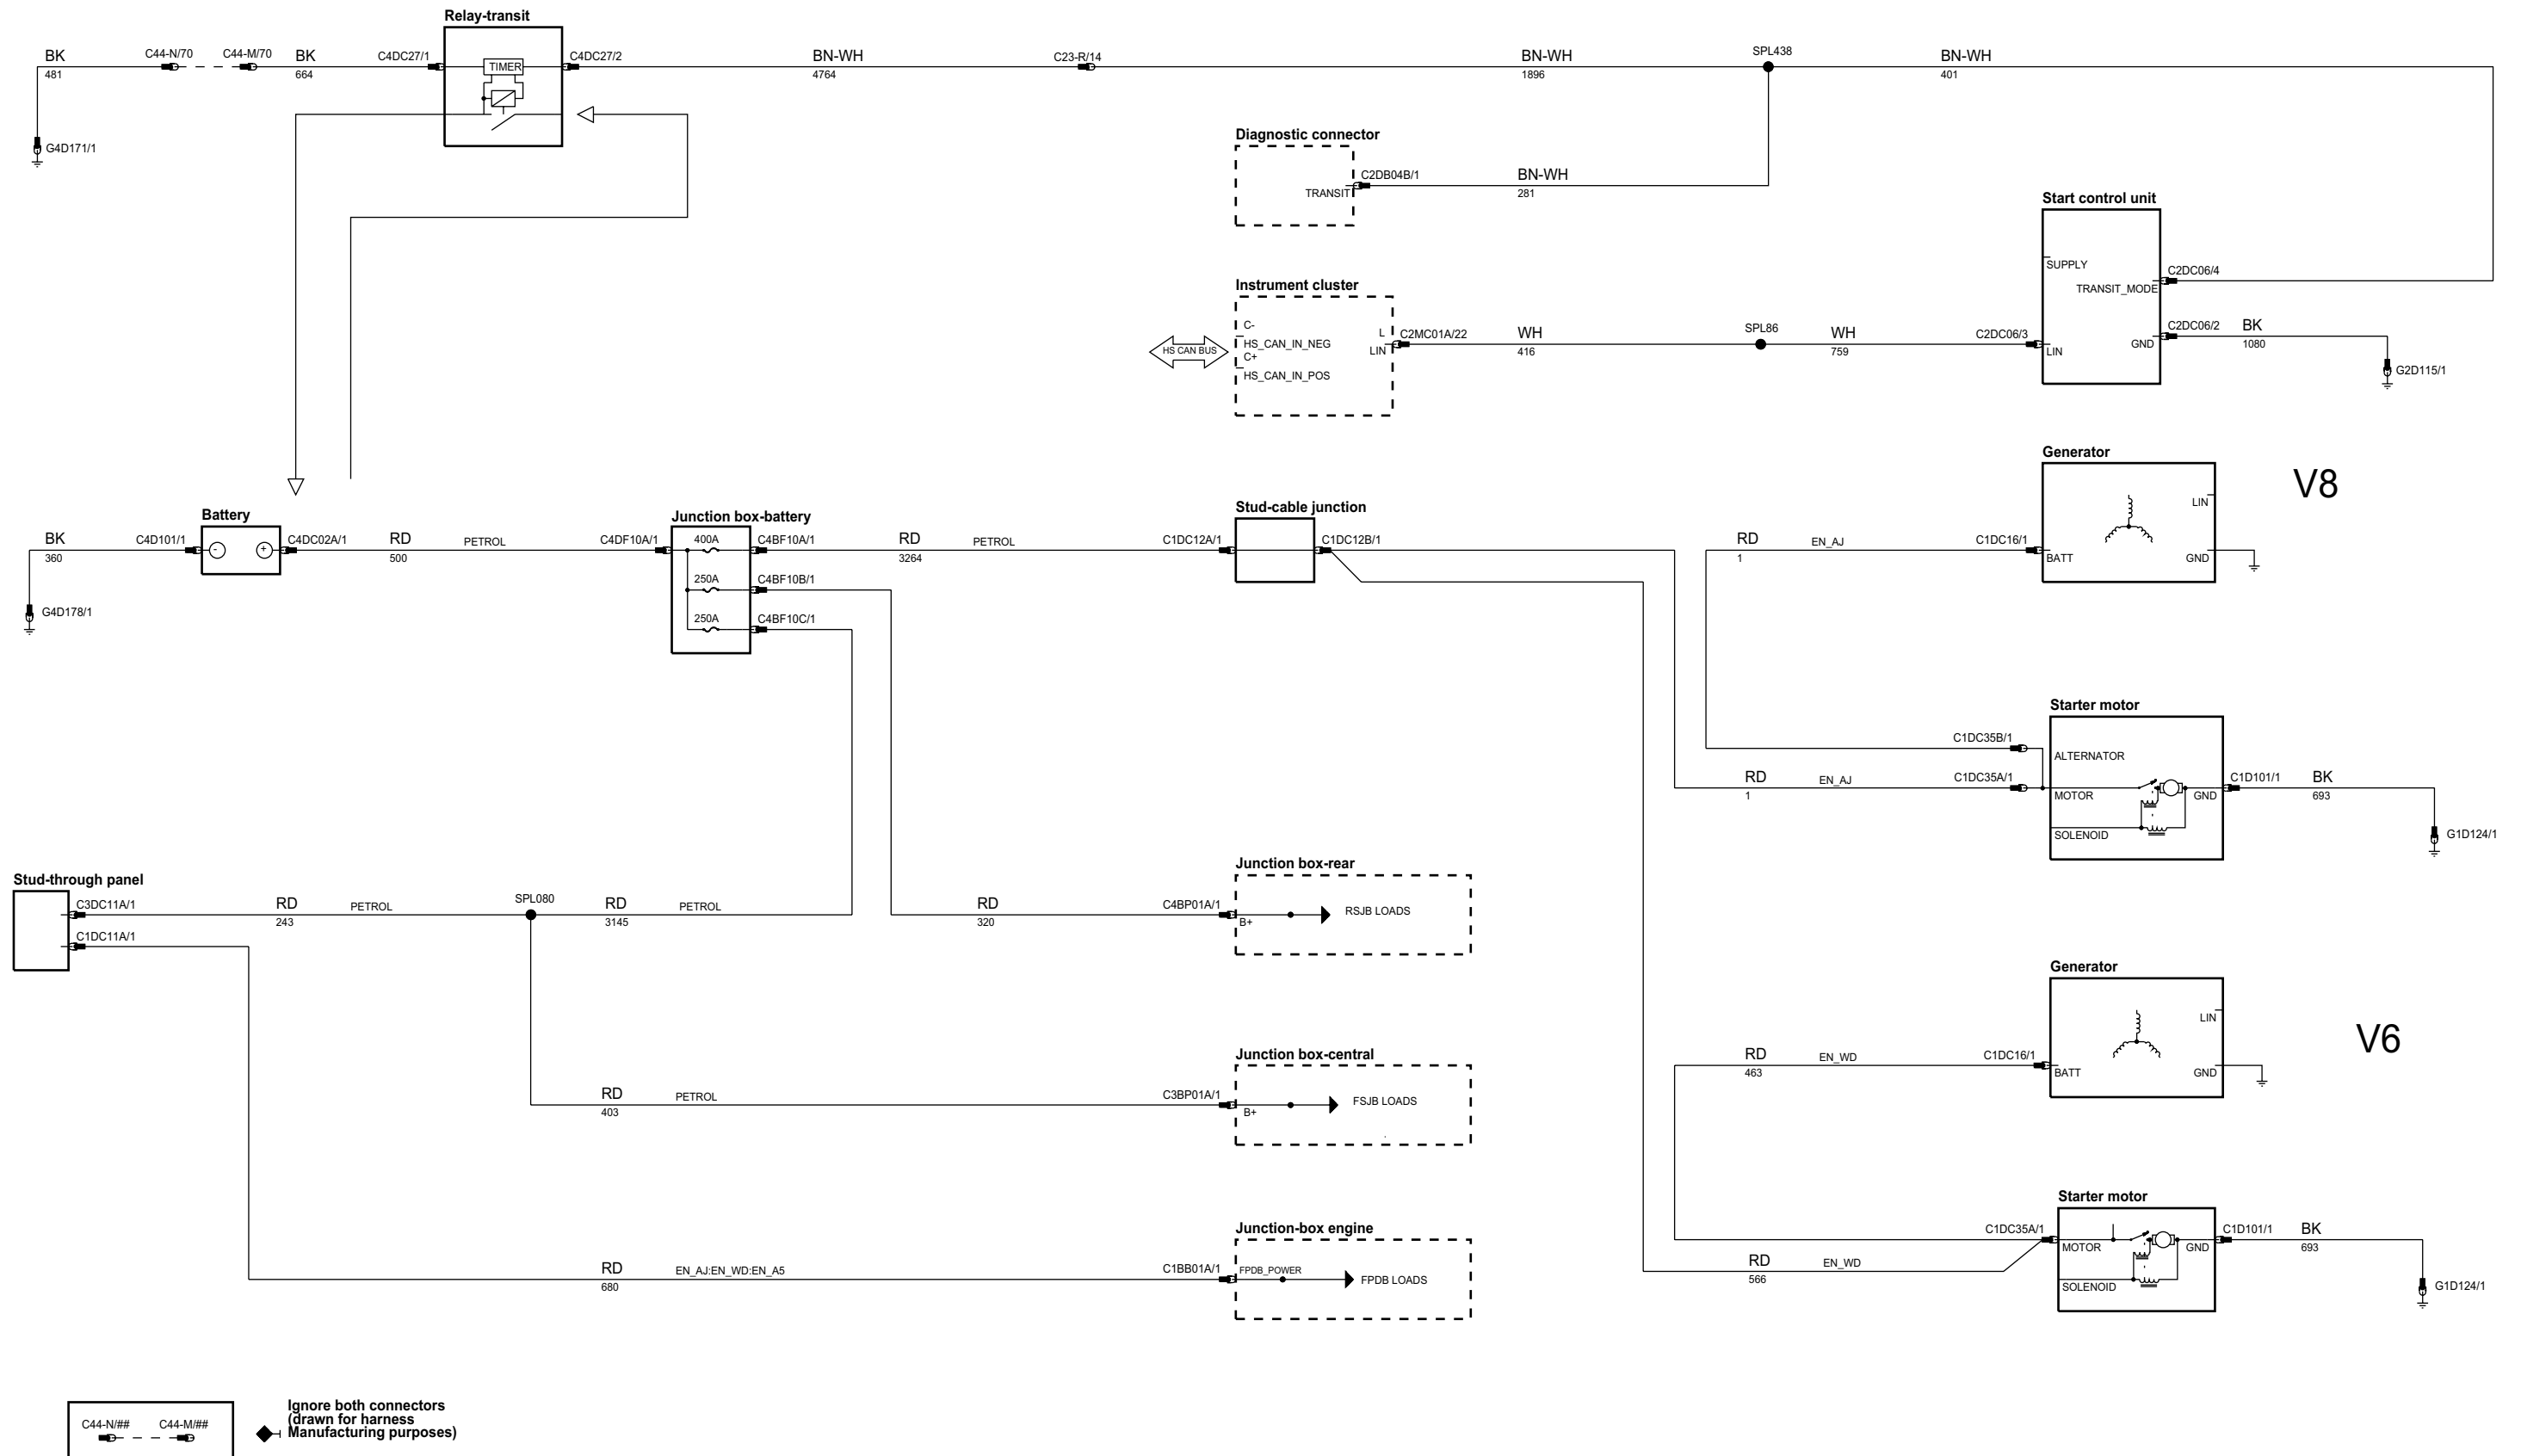 Relay-transit
BK
481
C44-N/70
C44-M/70
BK
664
C4DC27/1
TIMER
C4DC27/2
BN-WH
4764
C23-R/14
BN-WH
1896
SPL438
BN-WH
401
G4D171/1
Diagnostic connector
TRANSIT
C2DB04B/1
BN-WH
281
Start control unit
SUPPLY
TRANSIT_MODE
C2DC06/4
C2DC06/2
BK
1080
GND
LIN
C2DC06/3
G2D115/1
Instrument cluster
HS CAN BUS
C-
HS_CAN_IN_NEG
C+
HS_CAN_IN_POS
L
LIN
C2MC01A/22
WH
416
SPL86
WH
759
Generator
V8
LIN
BATT
GND
RD
1
EN_AJ
C1DC16/1
Battery
BK
360
C4D101/1
-
+
C4DC02A/1
RD
500
PETROL
C4DF10A/1
G4D178/1
Junction box-battery
400A
250A
250A
C4BF10A/1
C4BF10B/1
C4BF10C/1
RD
3264
PETROL
C1DC12A/1
Stud-cable junction
C1DC12B/1
Starter motor
C1DC35B/1
ALTERNATOR
RD
1
EN_AJ
C1DC35A/1
MOTOR
GND
SOLENOID
C1D101/1
BK
693
G1D124/1
Junction box-rear
RD
320
C4BP01A/1
B+
RSJB LOADS
Stud-through panel
C3DC11A/1
C1DC11A/1
RD
243
PETROL
SPL080
RD
3145
PETROL
Generator
V6
LIN
BATT
GND
RD
463
EN_WD
C1DC16/1
Junction box-central
RD
403
PETROL
C3BP01A/1
B+
FSJB LOADS
Starter motor
C1DC35A/1
MOTOR
GND
SOLENOID
C1D101/1
BK
693
G1D124/1
RD
566
EN_WD
Junction-box engine
RD
680
EN_AJ:EN_WD:EN_A5
C1BB01A/1
FPDB_POWER
FPDB LOADS
C44-N/##
C44-M/##
Ignore both connectors
(drawn for harness
Manufacturing purposes)